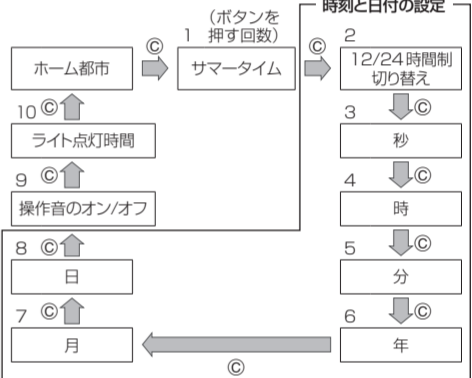 時刻と日付の設定
(ボタンを
1 押す回数)
2
ホーム都市
Ⓒ
サマータイム
Ⓒ
12/24時間制
切り替え
10 Ⓒ
3
Ⓒ
ライト点灯時間
秒
9 Ⓒ
4
Ⓒ
操作音のオン/オフ
時
8 Ⓒ
5
Ⓒ
日
分
7 Ⓒ
6
Ⓒ
月
年
Ⓒ